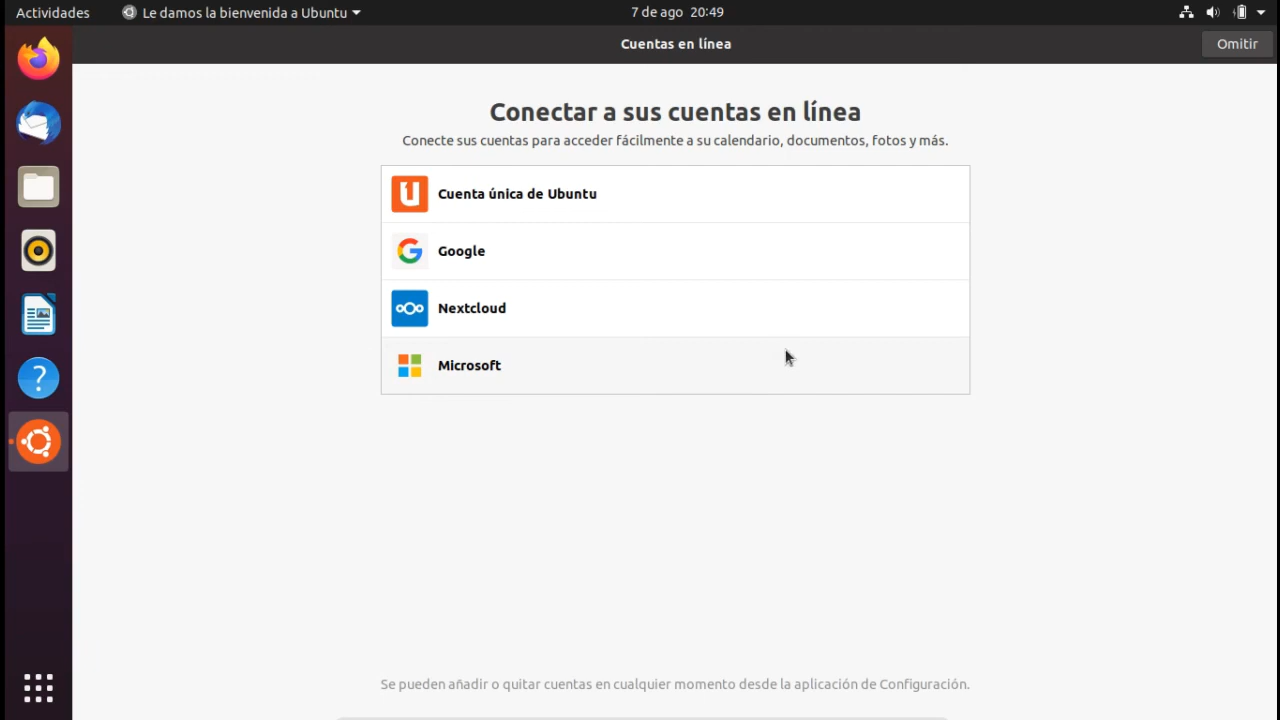 Actividades
Le damos la bienvenida a Ubuntu
7 de ago 20:49
Cuentas en línea
Omitir
Conectar a sus cuentas en línea
Conecte sus cuentas para acceder fácilmente a su calendario, documentos, fotos y más.
Cuenta única de Ubuntu
Google
Nextcloud
Microsoft
Se pueden añadir o quitar cuentas en cualquier momento desde la aplicación de Configuración.